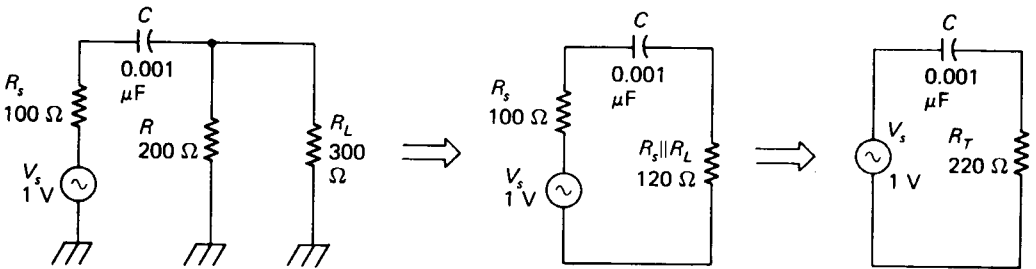 C
0.001
μF
R_s
100 Ω
V_s
1 V
R
200 Ω
R_L
300
Ω
C
0.001
μF
R_s
100 Ω
V_s
1 V
R_s||R_L
120 Ω
C
0.001
μF
V_s
1 V
R_T
220 Ω